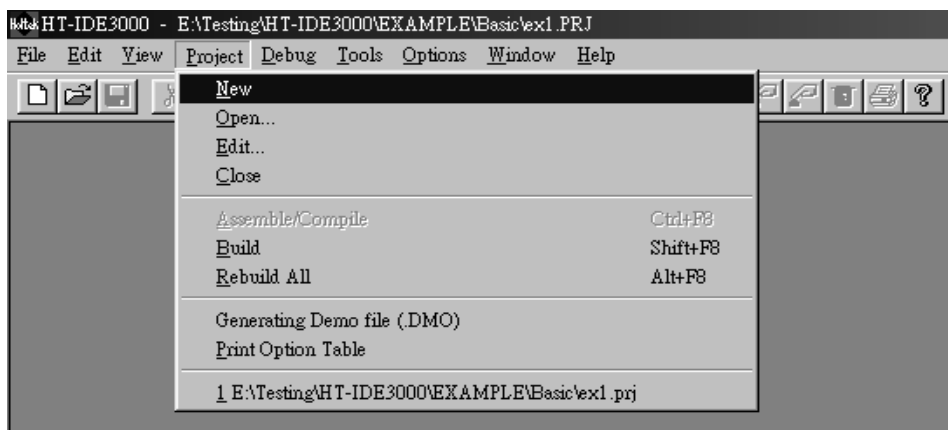 Holtek HT-IDE3000 - E:\Testing\HT-IDE3000\EXAMPLE\Basic\ex1.PRJ
File Edit View Project Debug Tools Options Window Help
New
Open...
Edit...
Close
Assemble/Compile Ctrl+F8
Build Shift+F8
Rebuild All Alt+F8
Generating Demo file (.DMO)
Print Option Table
1 E:\Testing\HT-IDE3000\EXAMPLE\Basic\ex1.prj